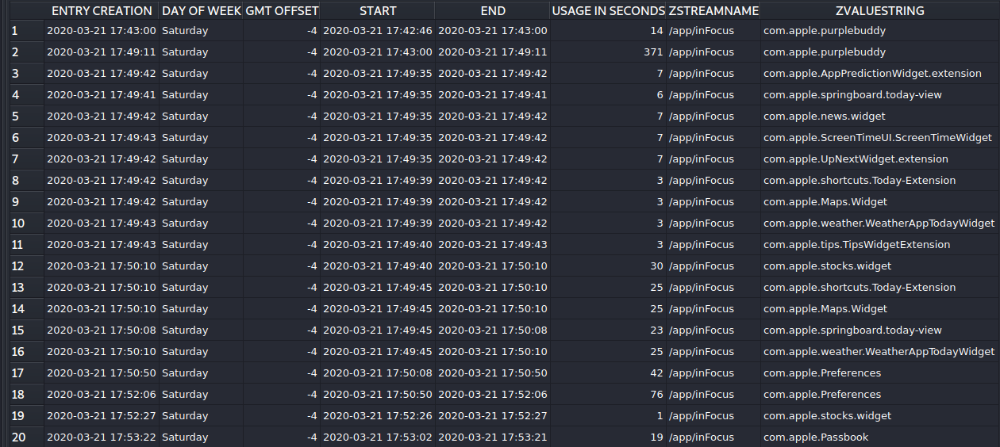 ENTRY CREATION DAY OF WEEK GMT OFFSET START END USAGE IN SECONDS ZSTREAMNAME ZVALUESTRING
1 2020-03-21 17:43:00 Saturday -4 2020-03-21 17:42:46 2020-03-21 17:43:00 14 /app/inFocus com.apple.purplebuddy
2 2020-03-21 17:49:11 Saturday -4 2020-03-21 17:43:00 2020-03-21 17:49:11 371 /app/inFocus com.apple.purplebuddy
3 2020-03-21 17:49:42 Saturday -4 2020-03-21 17:49:35 2020-03-21 17:49:42 7 /app/inFocus com.apple.AppPredictionWidget.extension
4 2020-03-21 17:49:41 Saturday -4 2020-03-21 17:49:35 2020-03-21 17:49:41 6 /app/inFocus com.apple.springboard.today-view
5 2020-03-21 17:49:42 Saturday -4 2020-03-21 17:49:35 2020-03-21 17:49:42 7 /app/inFocus com.apple.news.widget
6 2020-03-21 17:49:43 Saturday -4 2020-03-21 17:49:35 2020-03-21 17:49:42 7 /app/inFocus com.apple.ScreenTimeUI.ScreenTimeWidget
7 2020-03-21 17:49:42 Saturday -4 2020-03-21 17:49:35 2020-03-21 17:49:42 7 /app/inFocus com.apple.UpNextWidget.extension
8 2020-03-21 17:49:42 Saturday -4 2020-03-21 17:49:39 2020-03-21 17:49:42 3 /app/inFocus com.apple.shortcuts.Today-Extension
9 2020-03-21 17:49:42 Saturday -4 2020-03-21 17:49:39 2020-03-21 17:49:42 3 /app/inFocus com.apple.Maps.Widget
10 2020-03-21 17:49:43 Saturday -4 2020-03-21 17:49:39 2020-03-21 17:49:42 3 /app/inFocus com.apple.weather.WeatherAppTodayWidget
11 2020-03-21 17:49:43 Saturday -4 2020-03-21 17:49:40 2020-03-21 17:49:43 3 /app/inFocus com.apple.tips.TipsWidgetExtension
12 2020-03-21 17:50:10 Saturday -4 2020-03-21 17:49:40 2020-03-21 17:50:10 30 /app/inFocus com.apple.stocks.widget
13 2020-03-21 17:50:10 Saturday -4 2020-03-21 17:49:45 2020-03-21 17:50:10 25 /app/inFocus com.apple.shortcuts.Today-Extension
14 2020-03-21 17:50:10 Saturday -4 2020-03-21 17:49:45 2020-03-21 17:50:10 25 /app/inFocus com.apple.Maps.Widget
15 2020-03-21 17:50:08 Saturday -4 2020-03-21 17:49:45 2020-03-21 17:50:08 23 /app/inFocus com.apple.springboard.today-view
16 2020-03-21 17:50:10 Saturday -4 2020-03-21 17:49:45 2020-03-21 17:50:10 25 /app/inFocus com.apple.weather.WeatherAppTodayWidget
17 2020-03-21 17:50:50 Saturday -4 2020-03-21 17:50:08 2020-03-21 17:50:50 42 /app/inFocus com.apple.Preferences
18 2020-03-21 17:52:06 Saturday -4 2020-03-21 17:50:50 2020-03-21 17:52:06 76 /app/inFocus com.apple.Preferences
19 2020-03-21 17:52:27 Saturday -4 2020-03-21 17:52:26 2020-03-21 17:52:27 1 /app/inFocus com.apple.stocks.widget
20 2020-03-21 17:53:22 Saturday -4 2020-03-21 17:53:02 2020-03-21 17:53:21 19 /app/inFocus com.apple.Passbook